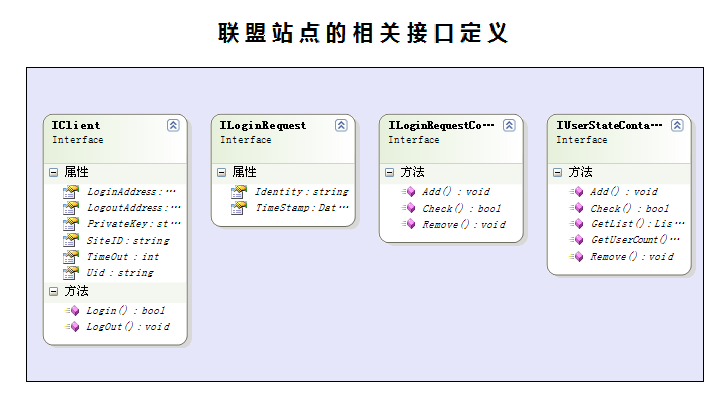 联盟站点的相关接口定义
IClient
Interface
属性
LoginAddress:...
LogoutAddress:...
PrivateKey:st...
SiteID:string
TimeOut:int
Uid:string
方法
Login():bool
LogOut():void
ILoginRequest
Interface
属性
Identity:string
TimeStamp:Dat...
ILoginRequestCo...
Interface
方法
Add():void
Check():bool
Remove():void
IUserStateConta...
Interface
方法
Add():void
Check():bool
GetList():Lis...
GetUserCount()...
Remove():void